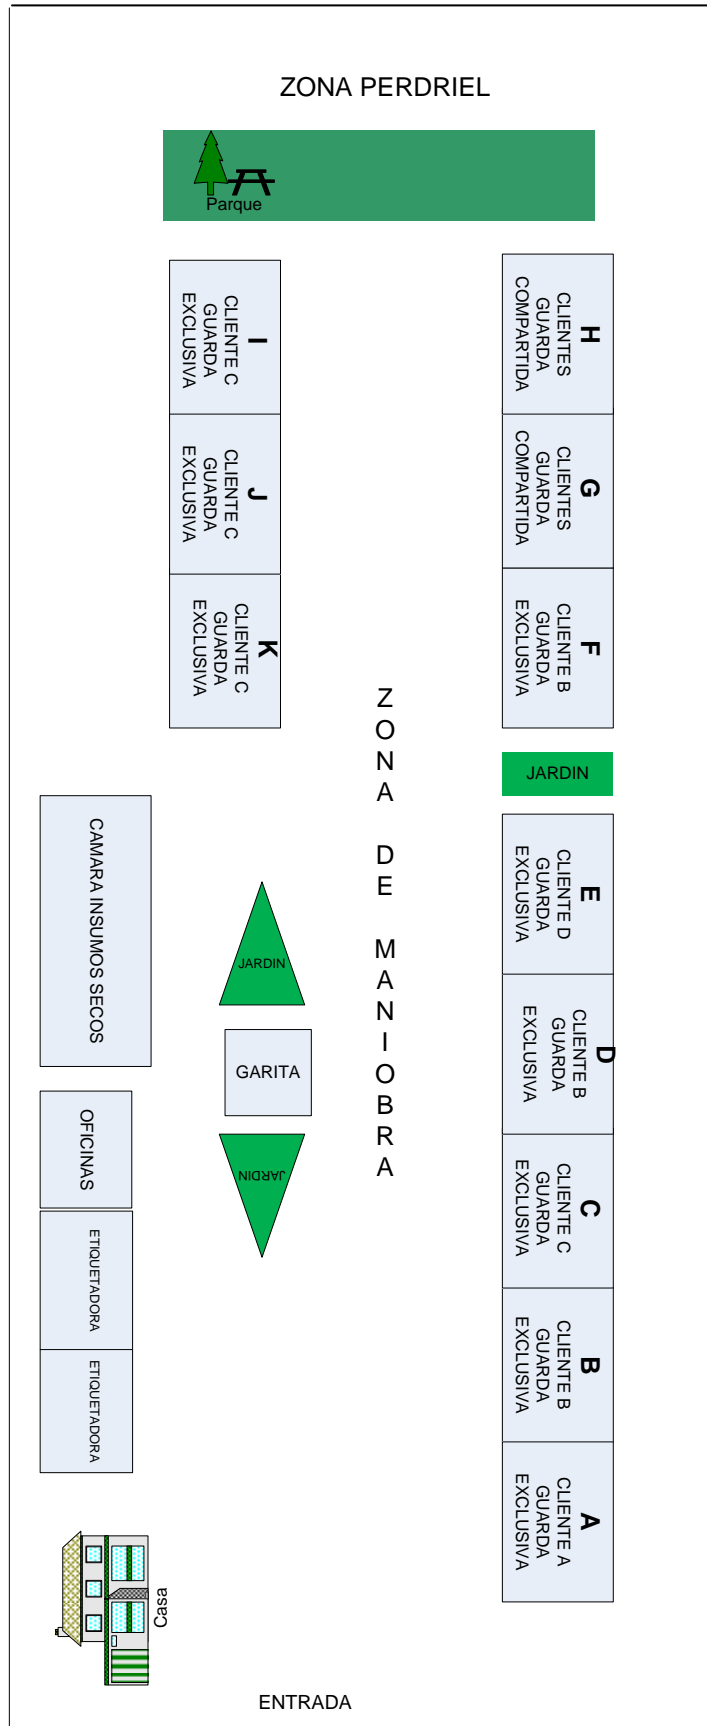 ZONA PERDRIEL
Parque
I
CLIENTE C
GUARDA
EXCLUSIVA
H
CLIENTES
GUARDA
COMPARTIDA
J
CLIENTE C
GUARDA
EXCLUSIVA
G
CLIENTES
GUARDA
COMPARTIDA
K
CLIENTE C
GUARDA
EXCLUSIVA
F
CLIENTE B
GUARDA
EXCLUSIVA
ZONA DE MANIOBRA
JARDIN
CAMARA INSUMOS SECOS
E
CLIENTE D
GUARDA
EXCLUSIVA
JARDIN
D
CLIENTE B
GUARDA
EXCLUSIVA
GARITA
OFICINAS
JARDIN
C
CLIENTE C
GUARDA
EXCLUSIVA
ETIQUETADORA
B
CLIENTE B
GUARDA
EXCLUSIVA
ETIQUETADORA
A
CLIENTE A
GUARDA
EXCLUSIVA
Casa
ENTRADA